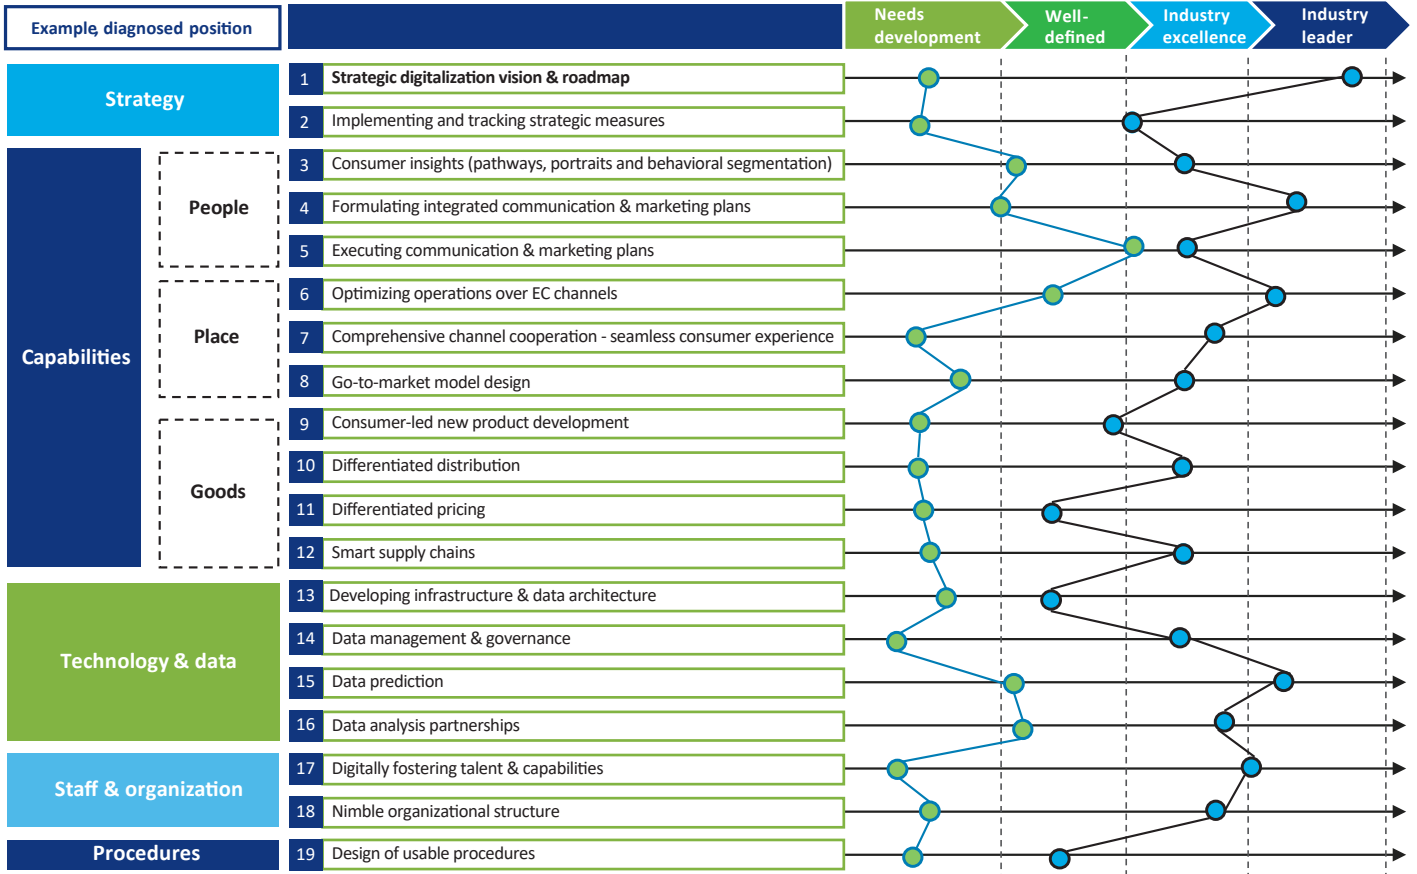 Example, diagnosed position
Needs
development
Well-
defined
Industry
excellence
Industry
leader
Strategy
1 Strategic digitalization vision & roadmap
2 Implementing and tracking strategic measures
Capabilities
People
3 Consumer insights (pathways, portraits and behavioral segmentation)
4 Formulating integrated communication & marketing plans
5 Executing communication & marketing plans
Place
6 Optimizing operations over EC channels
7 Comprehensive channel cooperation - seamless consumer experience
8 Go-to-market model design
Goods
9 Consumer-led new product development
10 Differentiated distribution
11 Differentiated pricing
12 Smart supply chains
Technology & data
13 Developing infrastructure & data architecture
14 Data management & governance
15 Data prediction
16 Data analysis partnerships
Staff & organization
17 Digitally fostering talent & capabilities
18 Nimble organizational structure
Procedures
19 Design of usable procedures